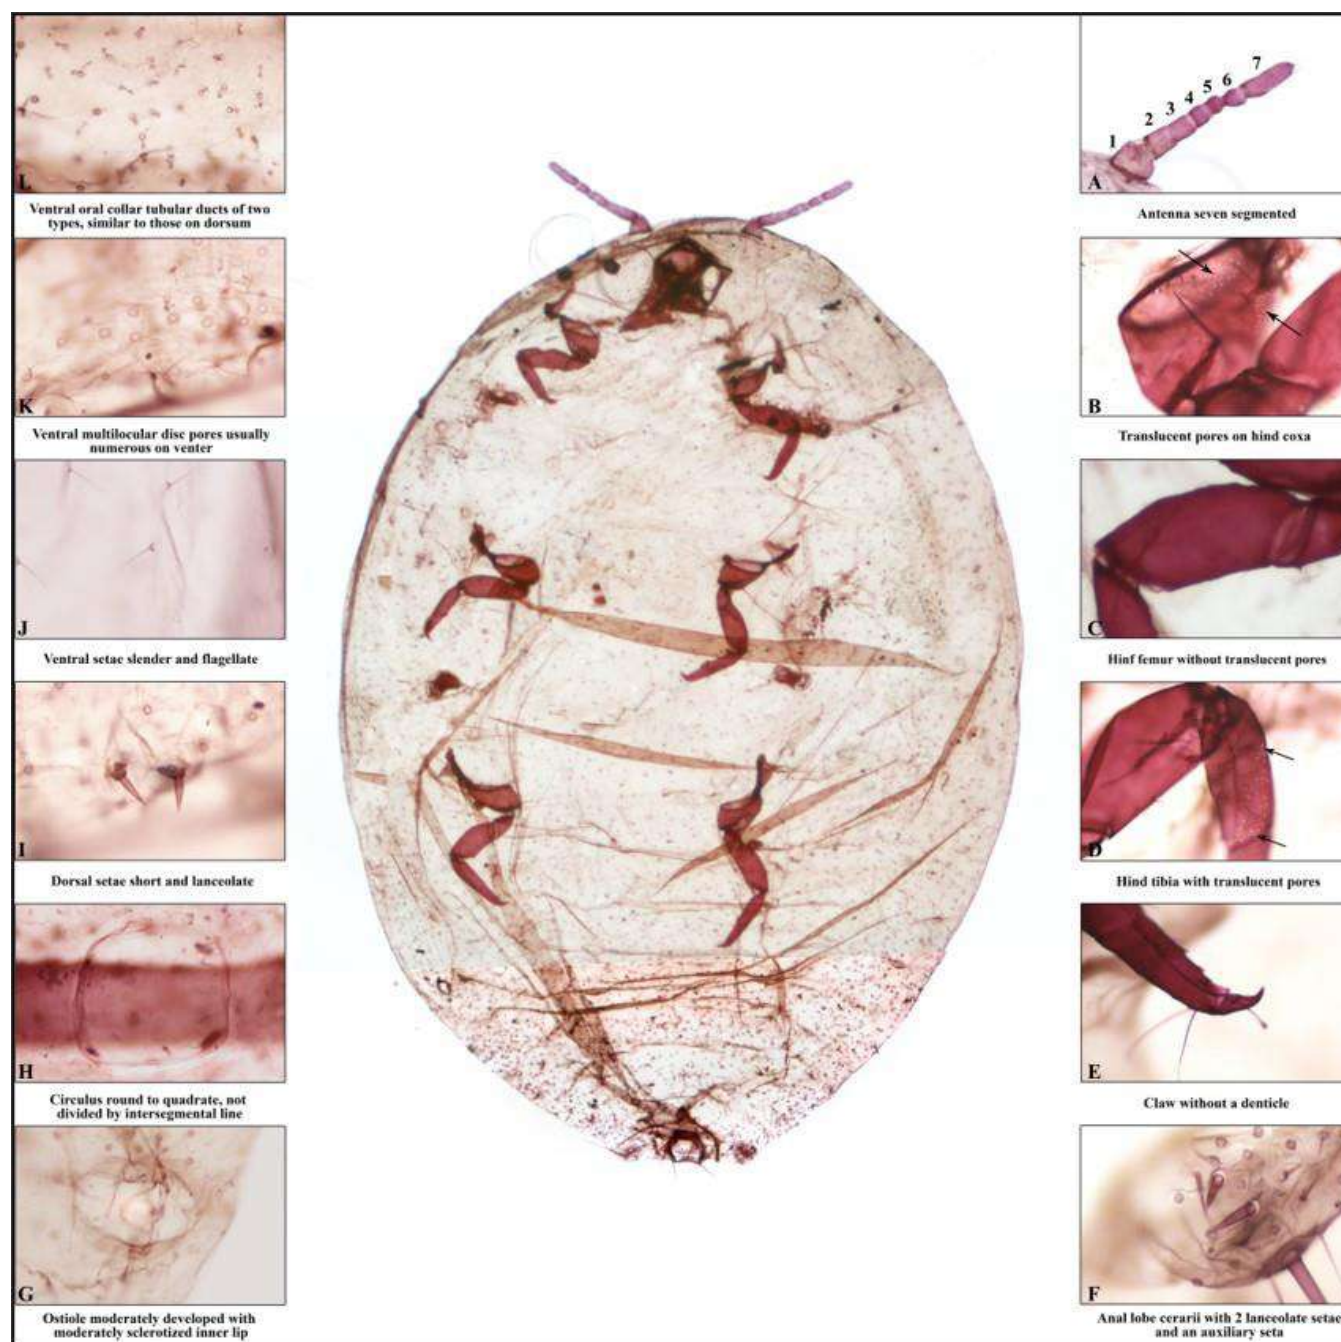 L
Ventral oral collar tubular ducts of two
types, similar to those on dorsum
K
Ventral multilocular disc pores usually
numerous on venter
J
Ventral setae slender and flagellate
I
Dorsal setae short and lanceolate
H
Circulus round to quadrate, not
divided by intersegmental line
G
Ostiole moderately developed with
moderately sclerotized inner lip
1 2 3 4 5 6 7
A
Antenna seven segmented
B
Translucent pores on hind coxa
C
Hinf femur without translucent pores
D
Hind tibia with translucent pores
E
Claw without a denticle
F
Anal lobe cerarii with 2 lanceolate setae
and an auxiliary seta